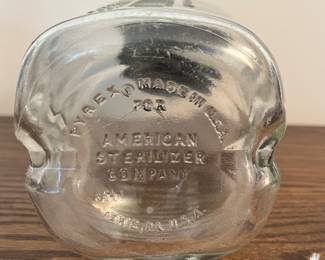 PYREX MADE IN U.S.A.
FOR
AMERICAN
STERILIZER
COMPANY
ERIE, PA. U.S.A.